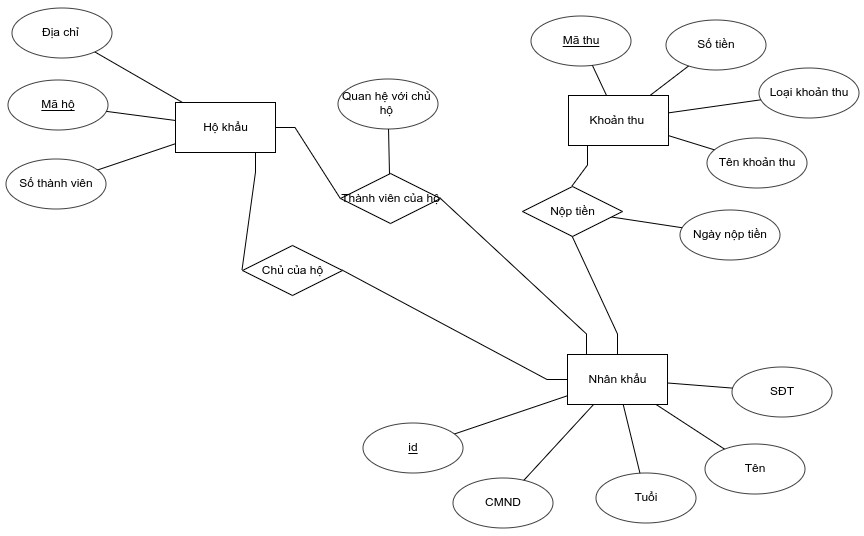 Địa chỉ
Mã hộ
Số thành viên
Hộ khẩu
Quan hệ với chủ
hộ
Thành viên của hộ
Chủ của hộ
Mã thu
Số tiền
Loại khoản thu
Khoản thu
Tên khoản thu
Nộp tiền
Ngày nộp tiền
Nhân khẩu
SĐT
id
Tên
CMND
Tuổi